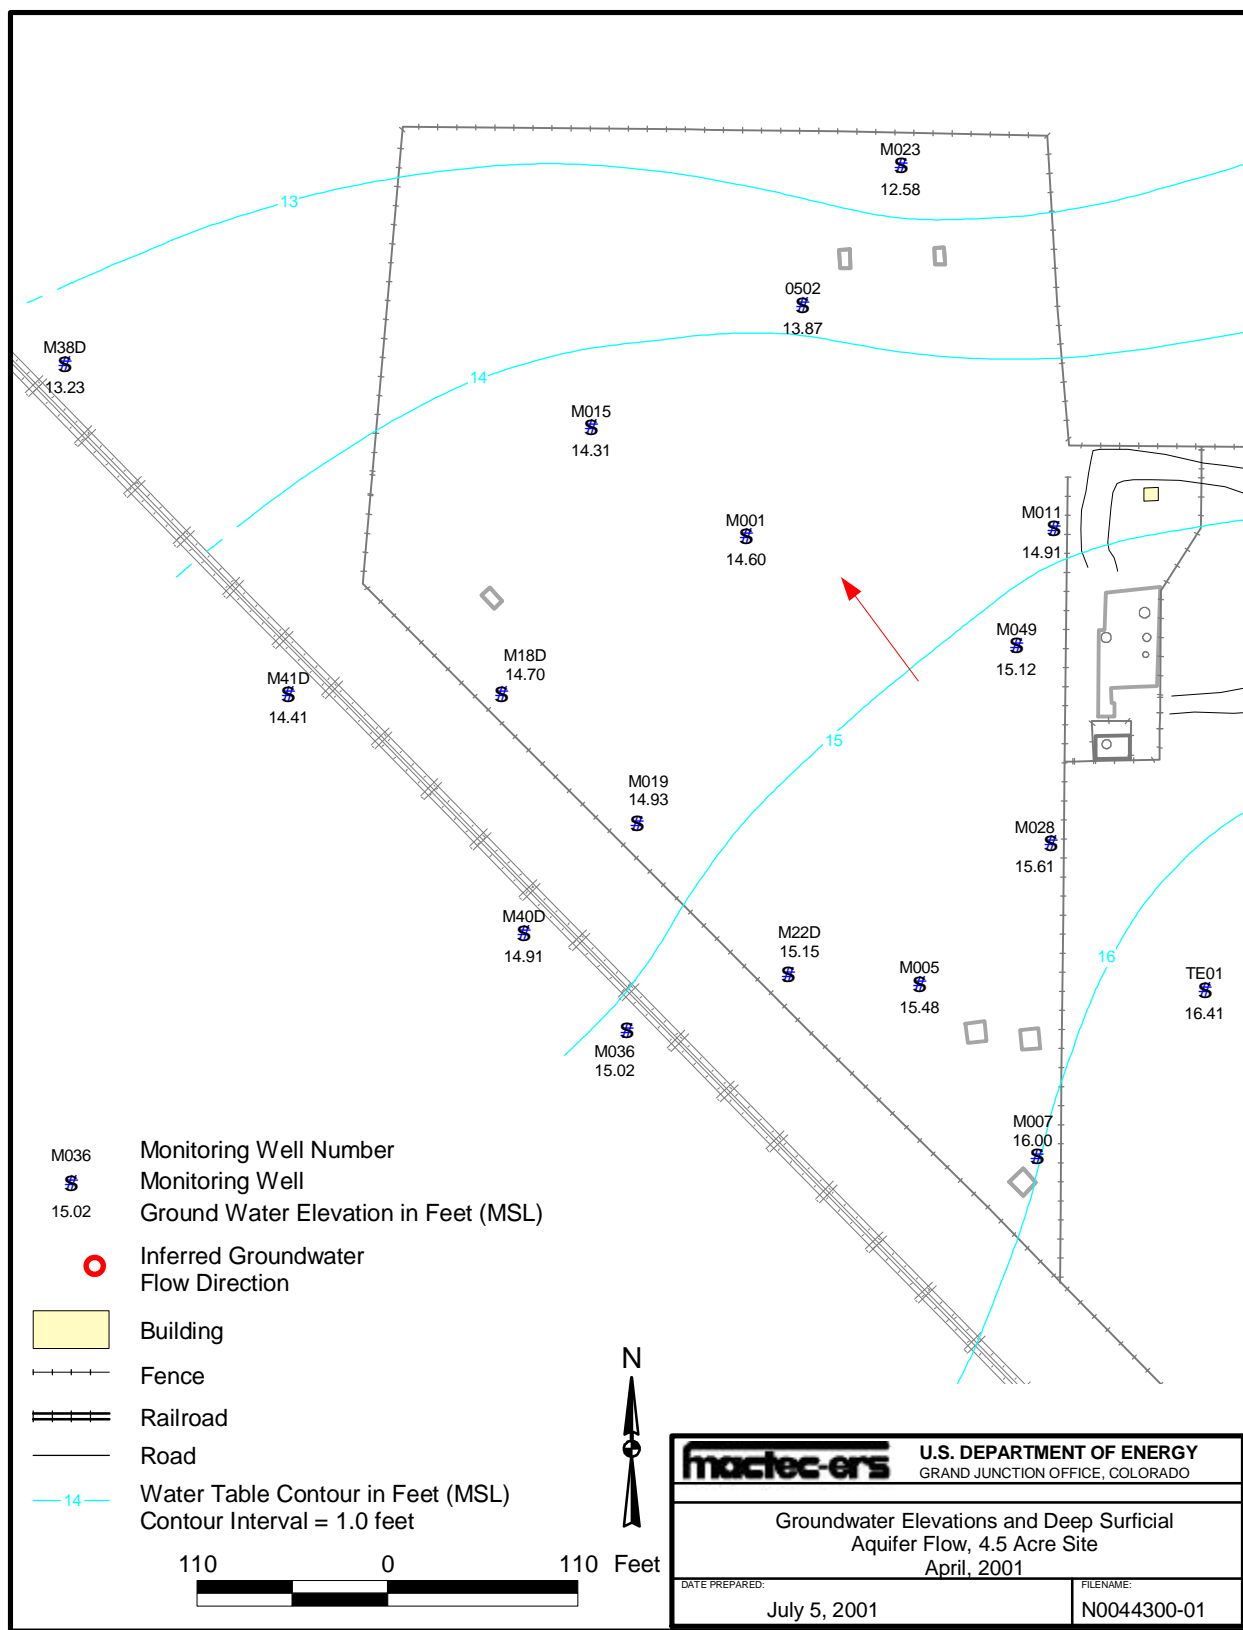 M023
12.58
13
0502
13.87
M38D
13.23
14
M015
14.31
M001
14.60
M011
14.91
M049
15.12
M18D
14.70
M41D
14.41
15
M019
14.93
M028
15.61
M40D
14.91
M22D
15.15
M005
15.48
16
TE01
16.41
M036
15.02
M007
16.00
M036
Monitoring Well Number
Monitoring Well
15.02
Ground Water Elevation in Feet (MSL)
Inferred Groundwater
Flow Direction
Building
Fence
Railroad
Road
14
Water Table Contour in Feet (MSL)
Contour Interval = 1.0 feet
110 0 110 Feet
N
mactec-ers
U.S. DEPARTMENT OF ENERGY
GRAND JUNCTION OFFICE, COLORADO
Groundwater Elevations and Deep Surficial
Aquifer Flow, 4.5 Acre Site
April, 2001
DATE PREPARED:
July 5, 2001
FILENAME:
N0044300-01